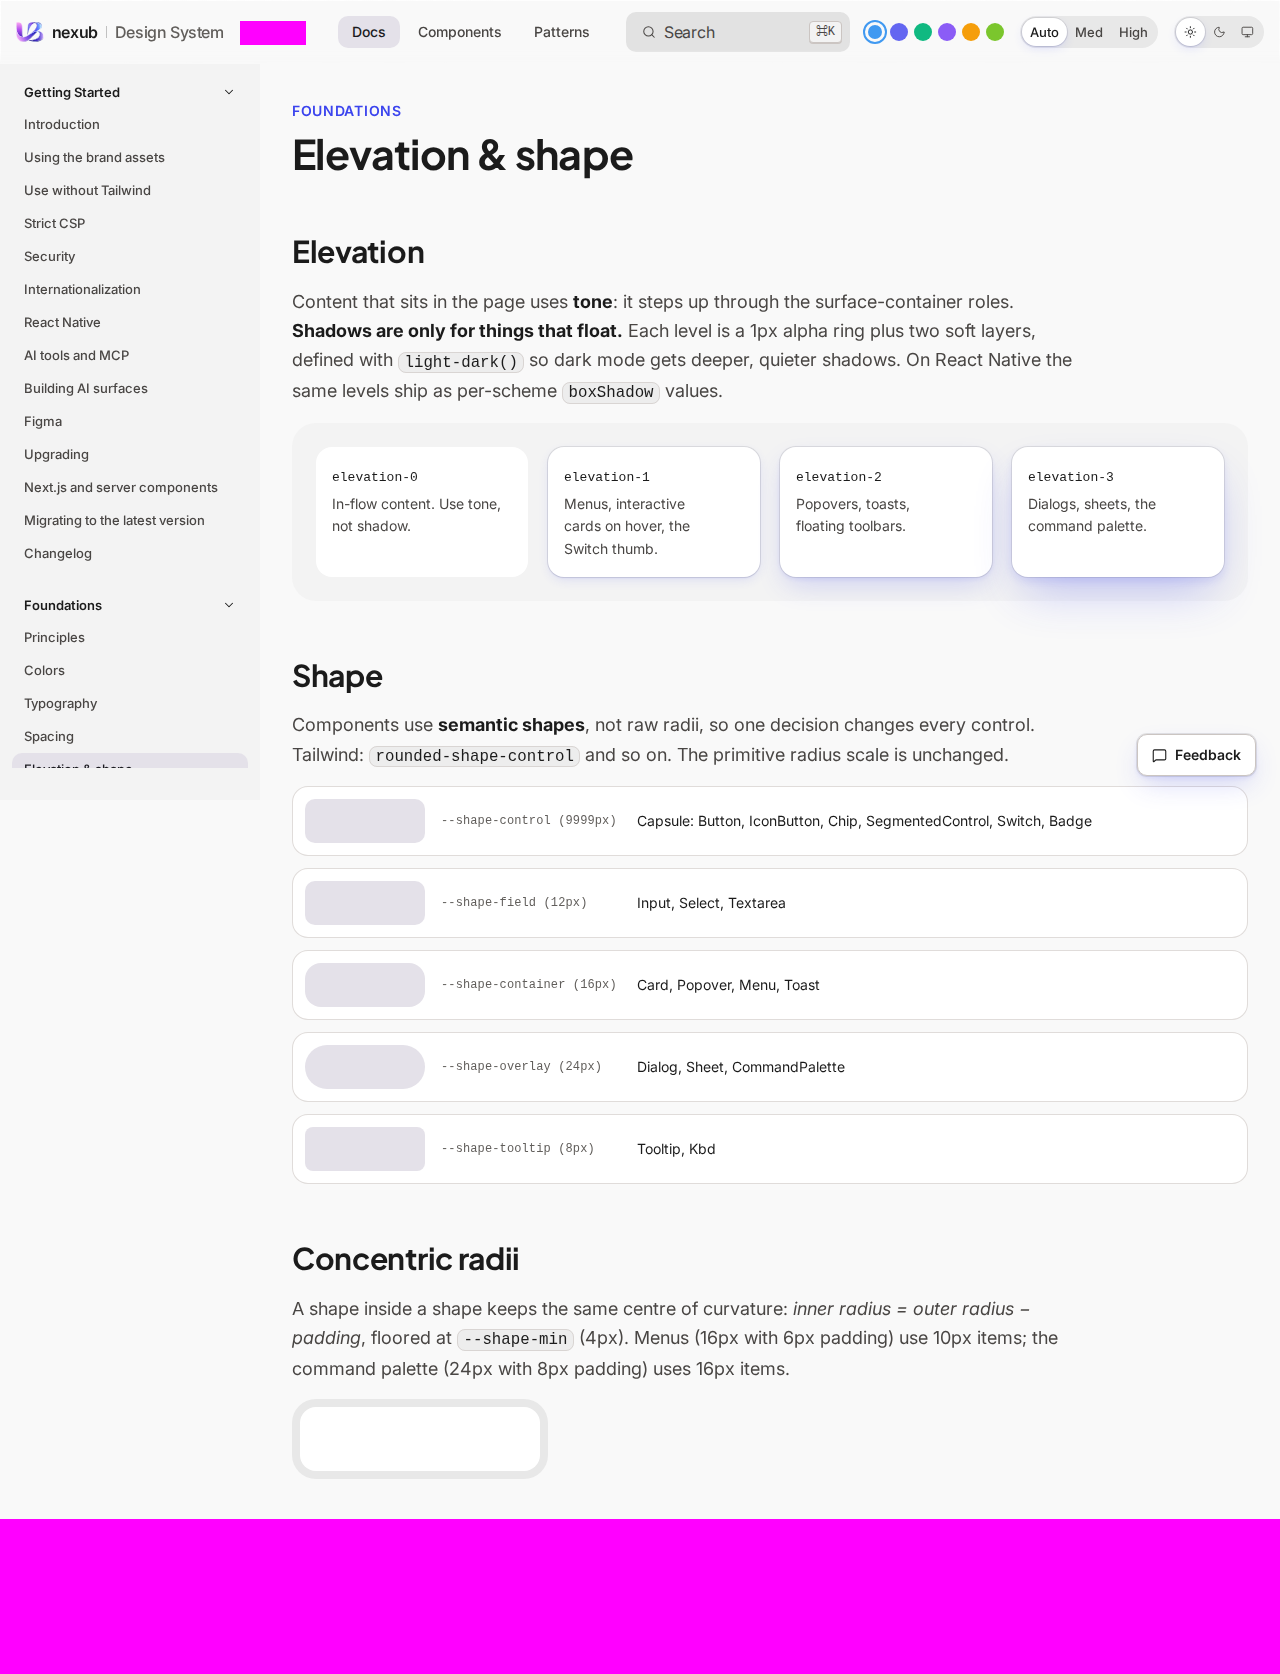 nexub Design System
Docs
Components
Patterns
Search
⌘K
Auto
Med
High
Getting Started
Introduction
Using the brand assets
Use without Tailwind
Strict CSP
Security
Internationalization
React Native
AI tools and MCP
Building AI surfaces
Figma
Upgrading
Next.js and server components
Migrating to the latest version
Changelog
Foundations
Principles
Colors
Typography
Spacing
Elevation & shape
FOUNDATIONS
Elevation & shape
Elevation
Content that sits in the page uses tone: it steps up through the surface-container roles.
Shadows are only for things that float. Each level is a 1px alpha ring plus two soft layers,
defined with light-dark() so dark mode gets deeper, quieter shadows. On React Native the
same levels ship as per-scheme boxShadow values.
elevation-0
In-flow content. Use tone,
not shadow.
elevation-1
Menus, interactive
cards on hover, the
Switch thumb.
elevation-2
Popovers, toasts,
floating toolbars.
elevation-3
Dialogs, sheets, the
command palette.
Shape
Components use semantic shapes, not raw radii, so one decision changes every control.
Tailwind: rounded-shape-control and so on. The primitive radius scale is unchanged.
Feedback
--shape-control (9999px) Capsule: Button, IconButton, Chip, SegmentedControl, Switch, Badge
--shape-field (12px) Input, Select, Textarea
--shape-container (16px) Card, Popover, Menu, Toast
--shape-overlay (24px) Dialog, Sheet, CommandPalette
--shape-tooltip (8px) Tooltip, Kbd
Concentric radii
A shape inside a shape keeps the same centre of curvature: inner radius = outer radius −
padding, floored at --shape-min (4px). Menus (16px with 6px padding) use 10px items; the
command palette (24px with 8px padding) uses 16px items.